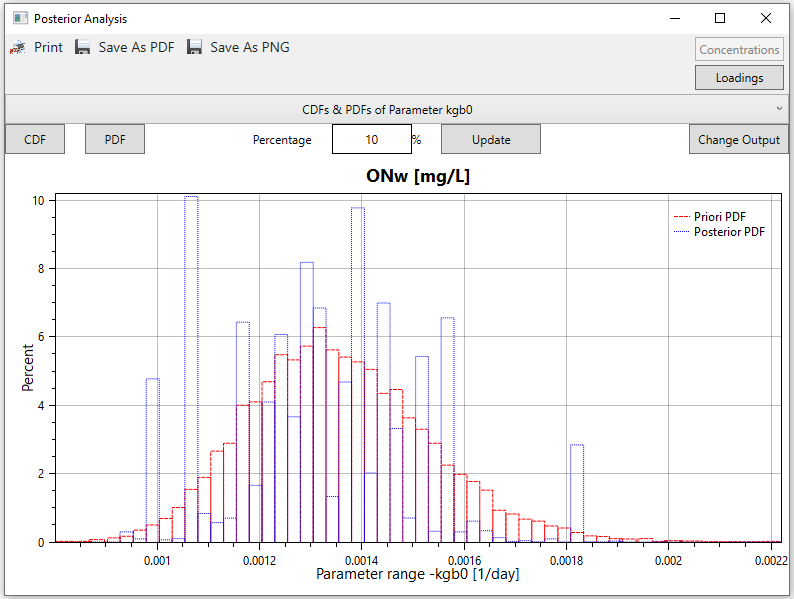 Posterior Analysis
Print Save As PDF Save As PNG
Concentrations
Loadings
CDFs & PDFs of Parameter kgb0
CDF PDF Percentage 10 % Update Change Output
ONw [mg/L]
Priori PDF
Posterior PDF
Percent
10
8
6
4
2
0
0.001 0.0012 0.0014 0.0016 0.0018 0.002 0.0022
Parameter range -kgb0 [1/day]